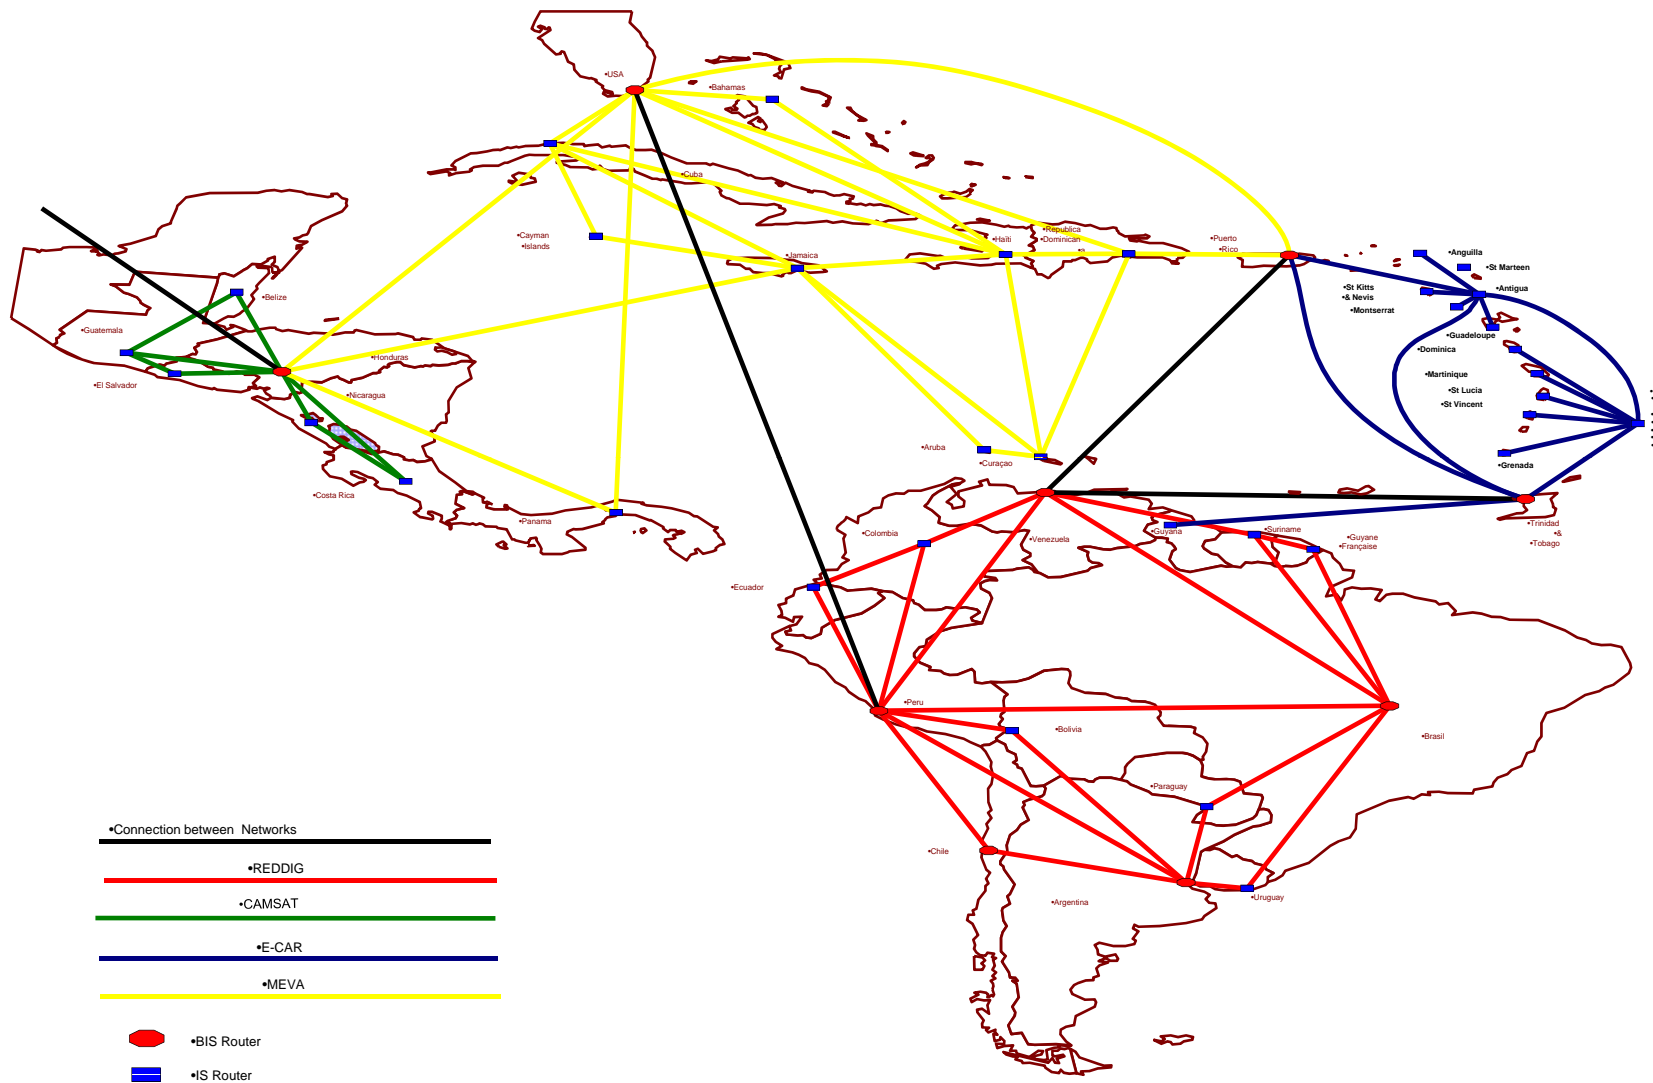 •USA
•Bahamas
•Cuba
•Cayman
•Islands
•Jamaica
•Haïti
•Republica
•Dominican
•a
•Puerto
•Rico
•Anguilla
•St Marteen
•Antigua
•St Kitts
•& Nevis
•Montserrat
•Guadeloupe
•Dominica
•Martinique
•St Lucia
•St Vincent
•Grenada
•Belize
•Guatemala
•Honduras
•El Salvador
•Nicaragua
•Costa Rica
•Panama
•Aruba
•Curaçao
•Colombia
•Venezuela
•Guyana
•Suriname
•Guyane
•Française
•Trinidad
•&
•Tobago
•Ecuador
•Peru
•Bolivia
•Brasil
•Paraguay
•Chile
•Argentina
•Uruguay
•Connection between  Networks
•REDDIG
•CAMSAT
•E-CAR
•MEVA
•BIS Router
•IS Router